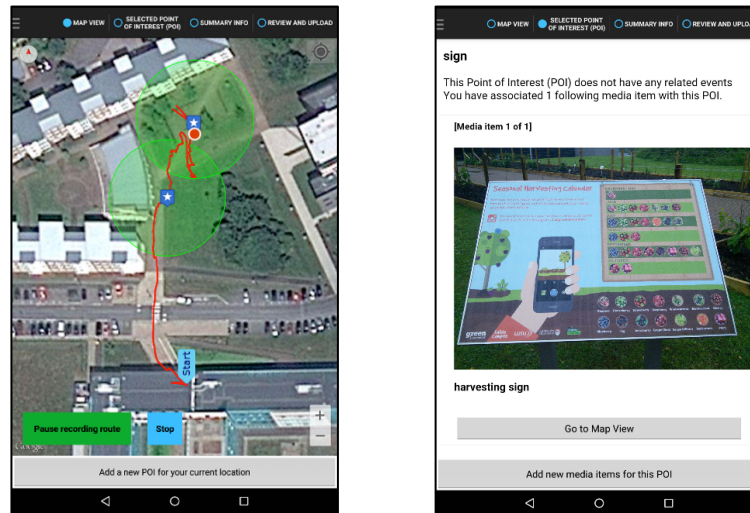 MAP VIEW
SELECTED POINT
OF INTEREST (POI)
SUMMARY INFO
REVIEW AND UPLOAD
Start
Pause recording route
Stop
+
−
Google
Add a new POI for your current location
MAP VIEW
SELECTED POINT
OF INTEREST (POI)
SUMMARY INFO
REVIEW AND UPLOA
sign
This Point of Interest (POI) does not have any related events
You have associated 1 following media item with this POI.
[Media item 1 of 1]
Seasonal Harvesting Calendar
green
harvesting sign
Go to Map View
Add new media items for this POI